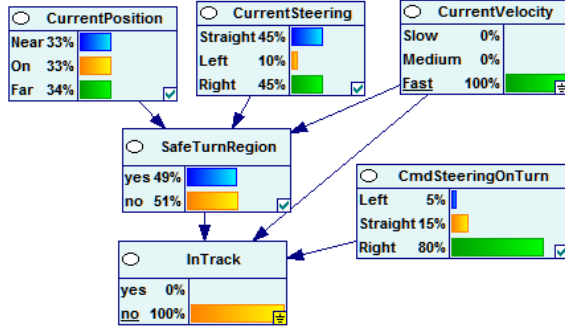 CurrentPosition
Near 33%
On 33%
Far 34%
CurrentSteering
Straight 45%
Left 10%
Right 45%
CurrentVelocity
Slow 0%
Medium 0%
Fast 100%
SafeTurnRegion
yes 49%
no 51%
CmdSteeringOnTurn
Left 5%
Straight 15%
Right 80%
InTrack
yes 0%
no 100%